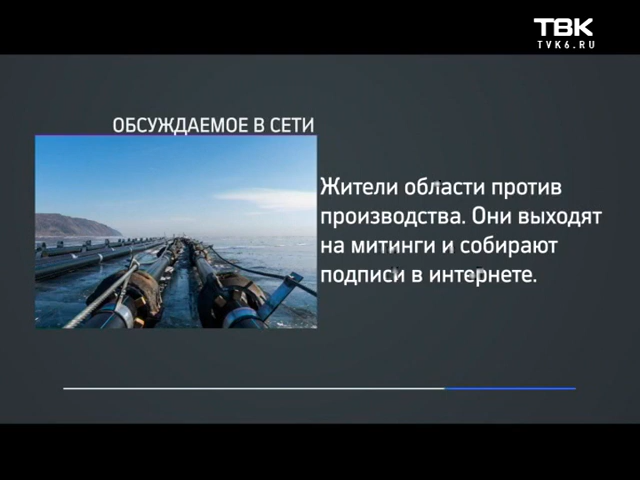 ТВК
TVK6.RU
ОБСУЖДАЕМОЕ В СЕТИ
Жители области против
производства. Они выходят
на митинги и собирают
подписи в интернете.